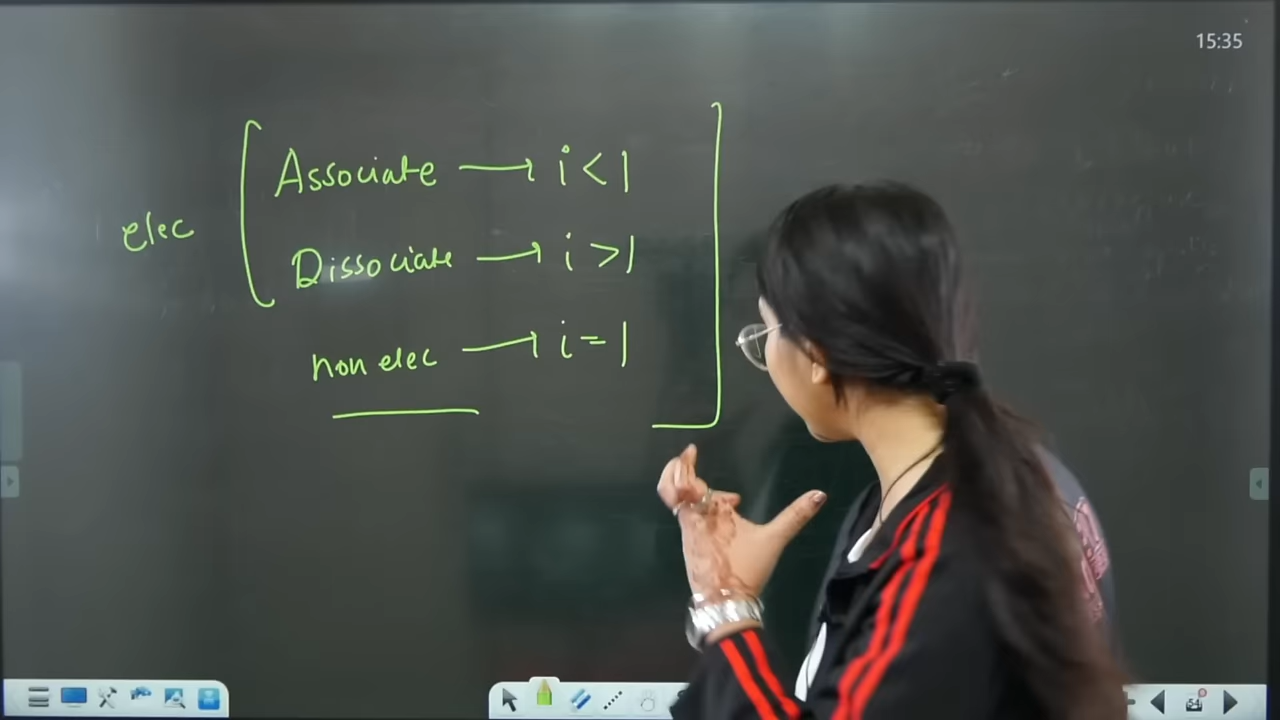 15:35
Associate → i < 1
elec
Dissociate → i > 1
non elec → i = 1